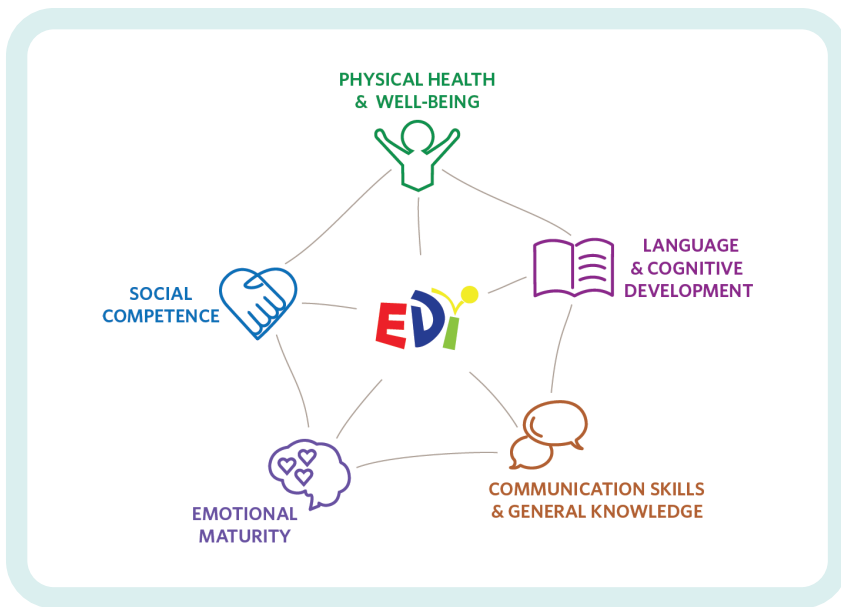 PHYSICAL HEALTH
& WELL-BEING
LANGUAGE
& COGNITIVE
DEVELOPMENT
SOCIAL
COMPETENCE
EDI
COMMUNICATION SKILLS
& GENERAL KNOWLEDGE
EMOTIONAL
MATURITY